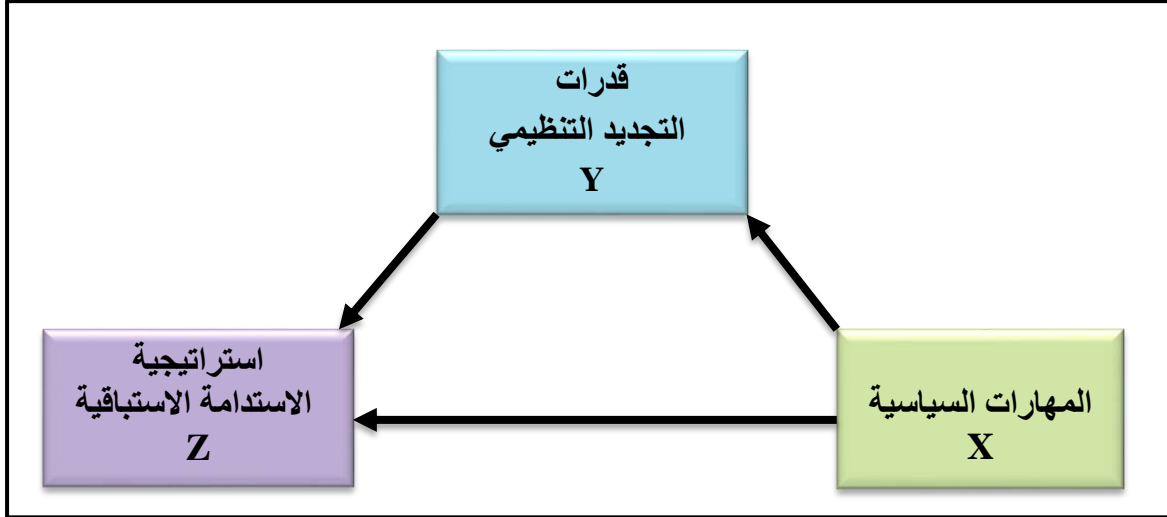 قدرات
التجديد التنظيمي
Y
المهارات السياسية
X
استراتيجية
الاستدامة الاستباقية
Z